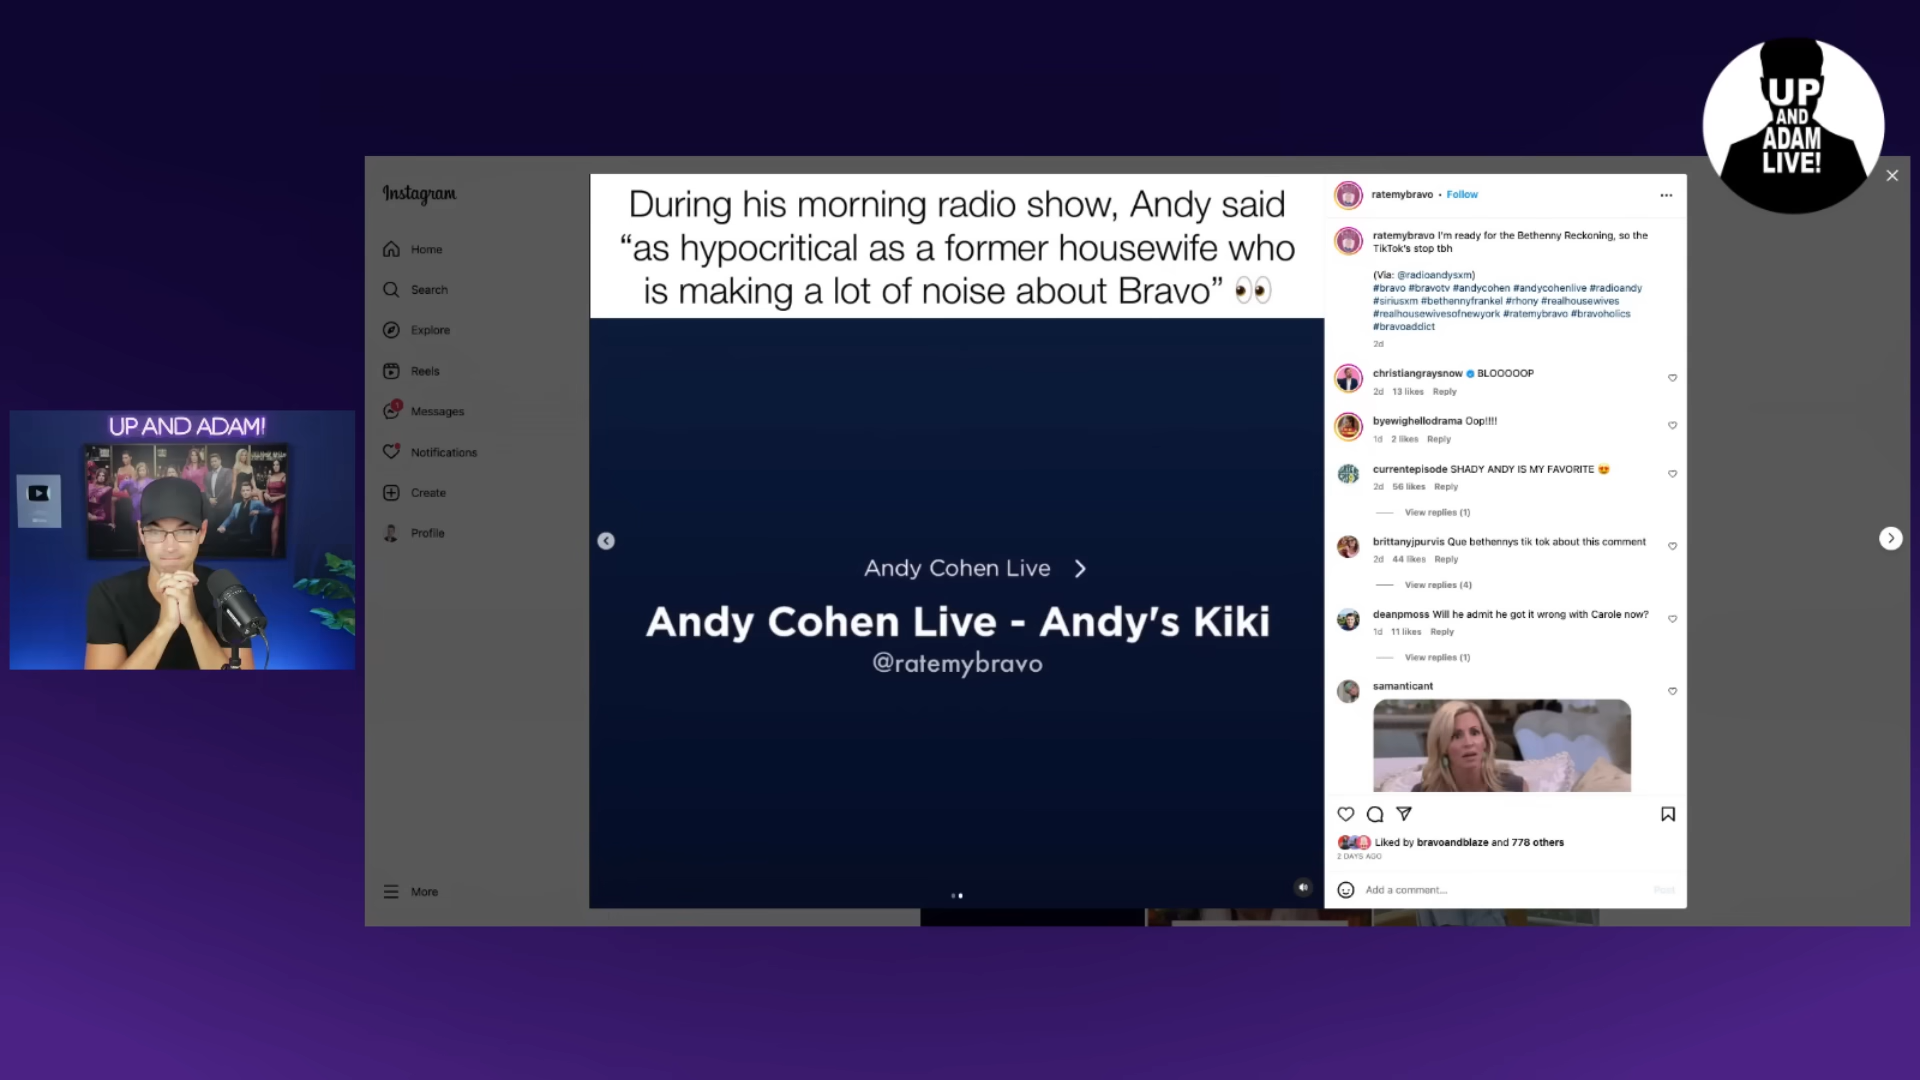 UP
AND
ADAM
LIVE!
UP AND ADAM!
Instagram
Home
Search
Explore
Reels
1
Messages
Notifications
Create
Profile
More
During his morning radio show, Andy said
“as hypocritical as a former housewife who
is making a lot of noise about Bravo” 👀
Andy Cohen Live >
Andy Cohen Live - Andy's Kiki
@ratemybravo
ratemybravo • Follow
ratemybravo I'm ready for the Bethenny Reckoning, so the
TikTok's stop tbh
(Via: @radioandysxm)
#bravo #bravotv #andycohen #andycohenlive #radioandy
#siriusxm #bethennyfrankel #rhony #realhousewives
#realhousewivesofnewyork #ratemybravo #bravoholics
#bravoaddict
2d
christiangraysnow BLOOOOOP
2d 13 likes Reply
byewighellodrama Oop!!!!
1d 2 likes Reply
currentepisode SHADY ANDY IS MY FAVORITE 😍
2d 56 likes Reply
View replies (1)
brittanyjpurvis Que bethennys tik tok about this comment
2d 44 likes Reply
View replies (4)
deanpmoss Will he admit he got it wrong with Carole now?
1d 11 likes Reply
View replies (1)
samanticant
Liked by bravoandblaze and 778 others
2 DAYS AGO
Add a comment...
Post